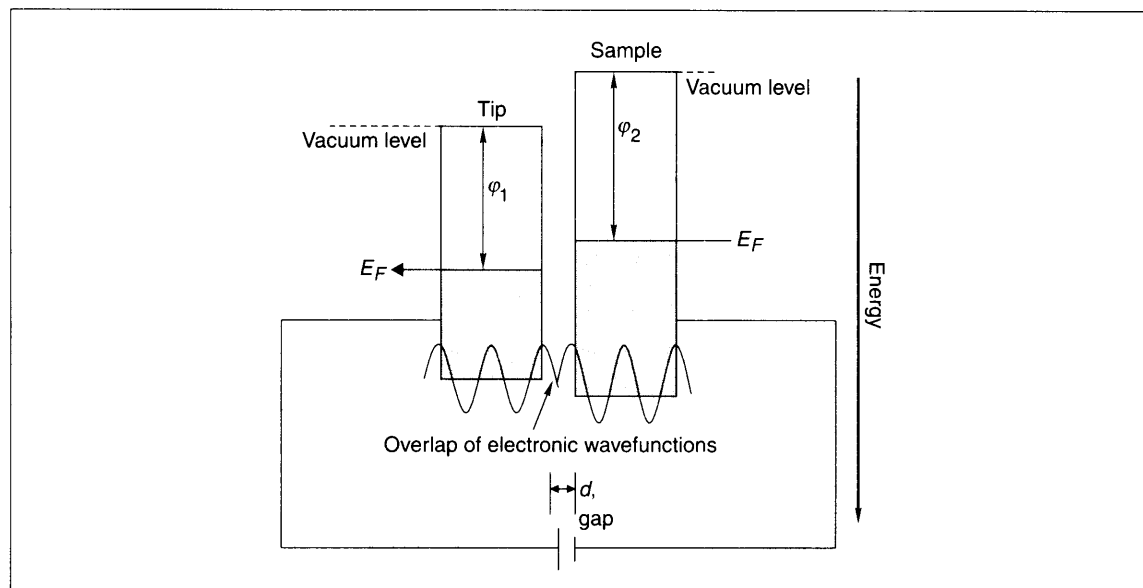 Sample
Vacuum level
Tip
Vacuum level
φ2
φ1
EF
EF
Energy
Overlap of electronic wavefunctions
d,
gap